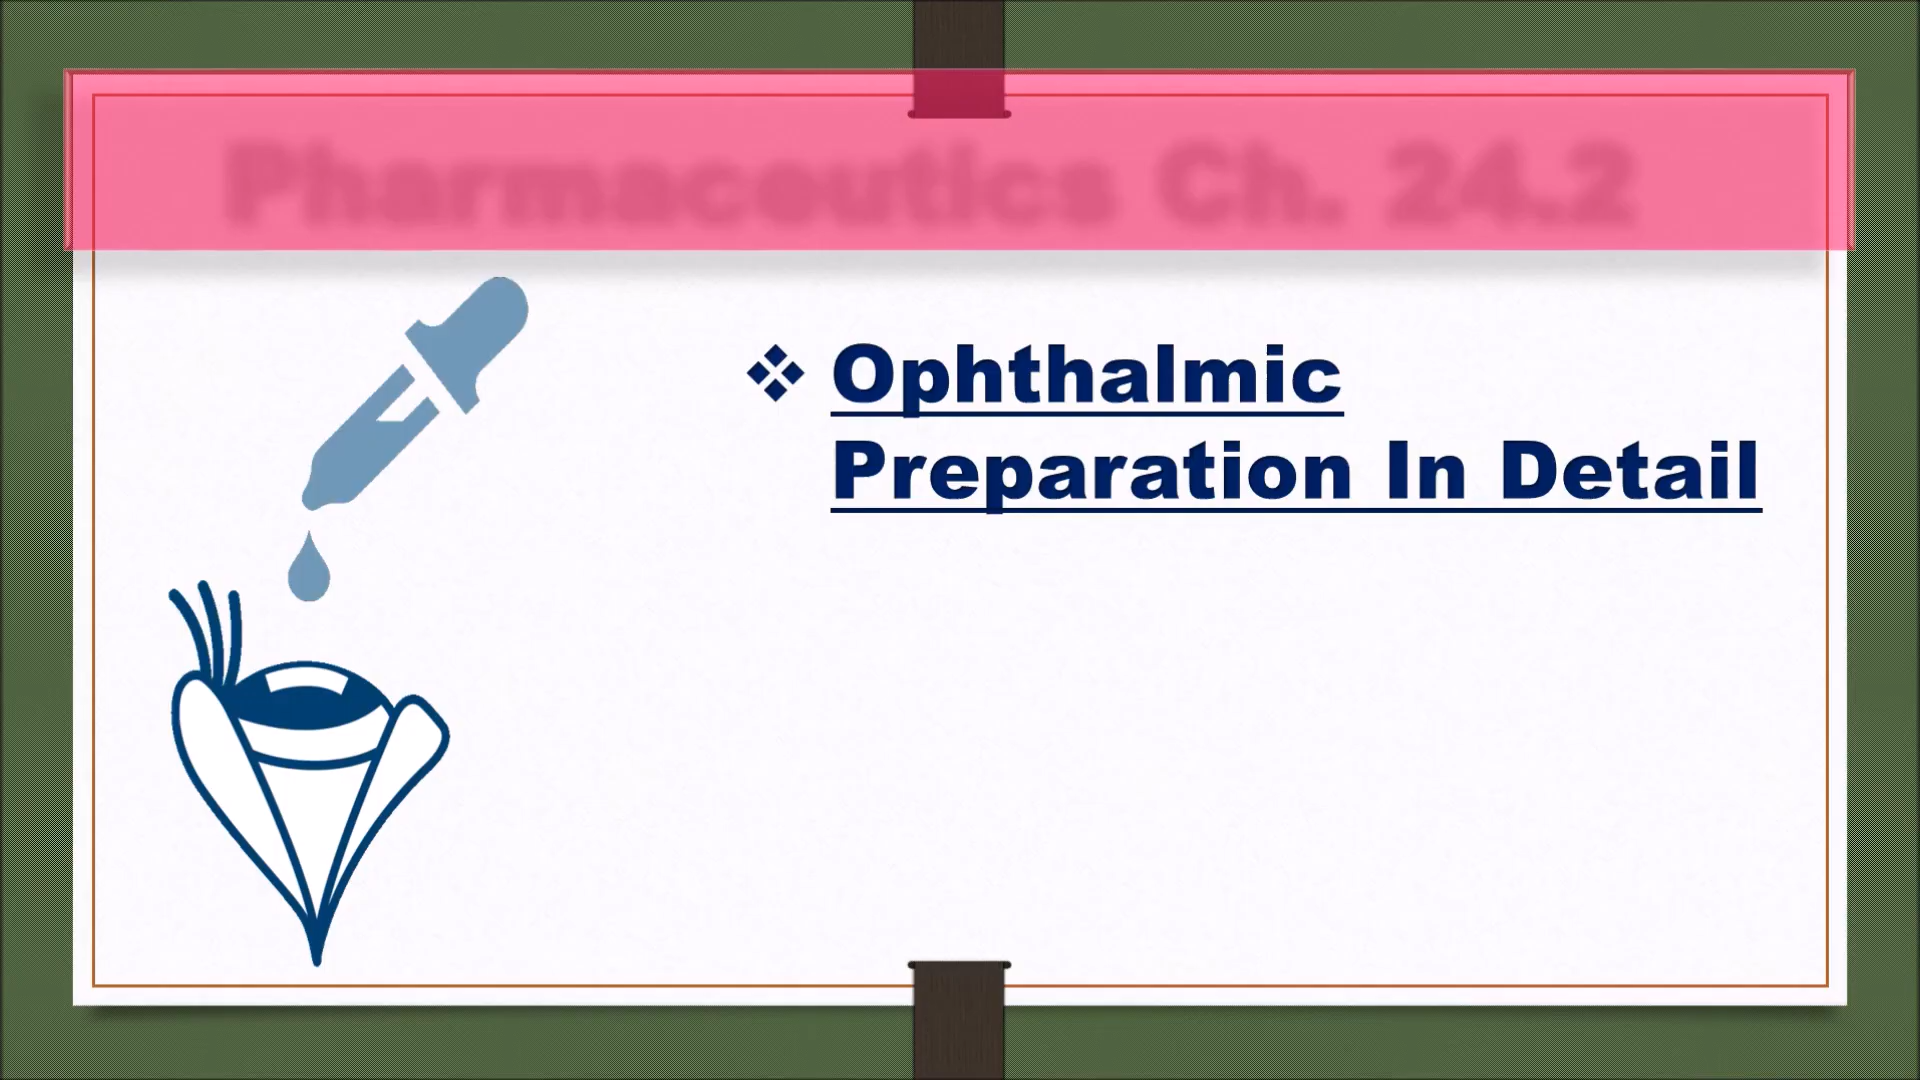 Pharmaceutics Ch. 24.2
❖ Ophthalmic
Preparation In Detail